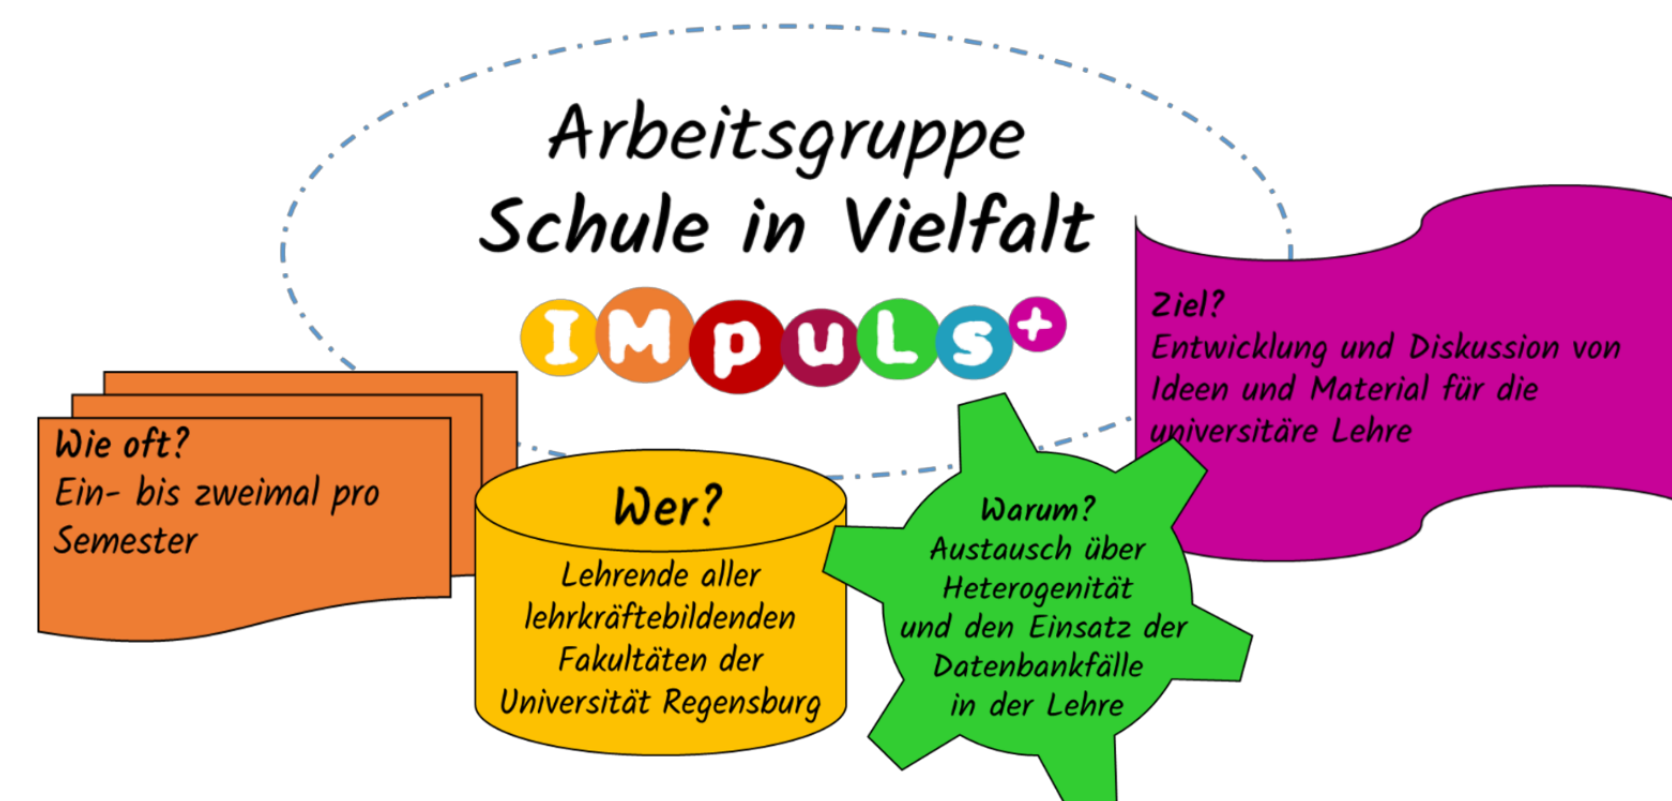 Arbeitsgruppe
Schule in Vielfalt
IMpuLs+
Wie oft?
Ein- bis zweimal pro
Semester
Wer?
Lehrende aller
lehrkräftebildenden
Fakultäten der
Universität Regensburg
Warum?
Austausch über
Heterogenität
und den Einsatz der
Datenbankfälle
in der Lehre
Ziel?
Entwicklung und Diskussion von
Ideen und Material für die
universitäre Lehre